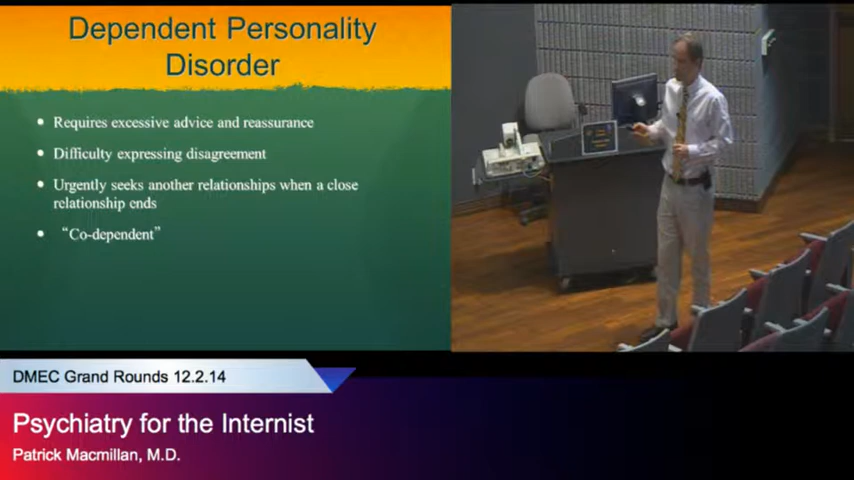 Dependent Personality
Disorder
• Requires excessive advice and reassurance
• Difficulty expressing disagreement
• Urgently seeks another relationships when a close
relationship ends
• “Co-dependent”
DMEC Grand Rounds 12.2.14
Psychiatry for the Internist
Patrick Macmillan, M.D.